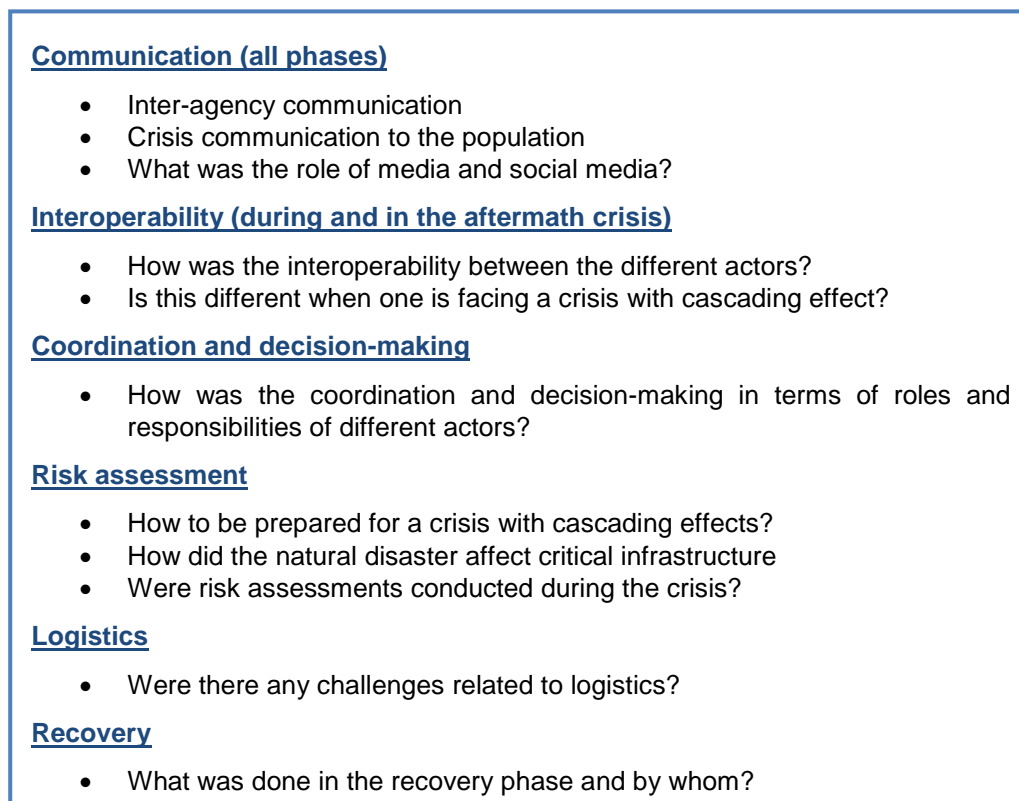 Communication (all phases)
• Inter-agency communication
• Crisis communication to the population
• What was the role of media and social media?
Interoperability (during and in the aftermath crisis)
• How was the interoperability between the different actors?
• Is this different when one is facing a crisis with cascading effect?
Coordination and decision-making
• How was the coordination and decision-making in terms of roles and
responsibilities of different actors?
Risk assessment
• How to be prepared for a crisis with cascading effects?
• How did the natural disaster affect critical infrastructure
• Were risk assessments conducted during the crisis?
Logistics
• Were there any challenges related to logistics?
Recovery
• What was done in the recovery phase and by whom?